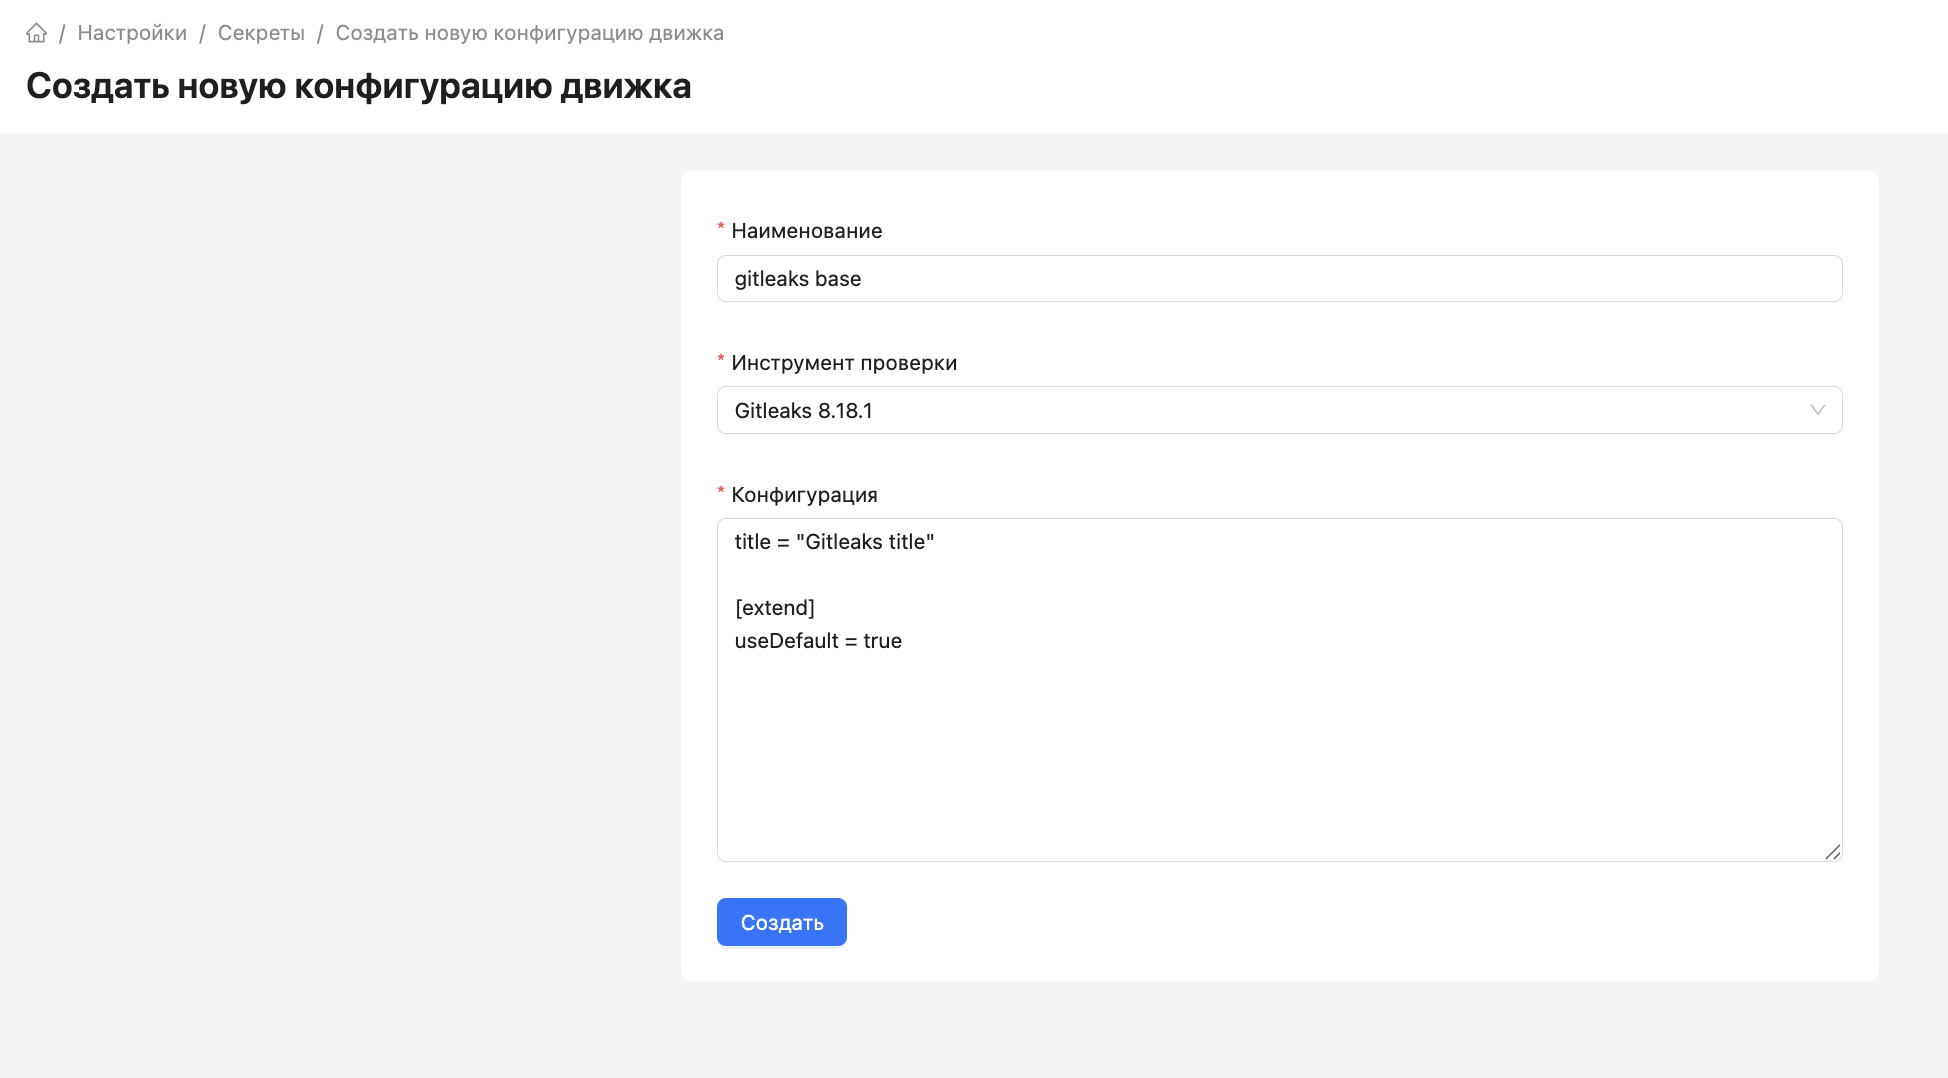 / Настройки / Секреты / Создать новую конфигурацию движка
Создать новую конфигурацию движка
* Наименование
gitleaks base
* Инструмент проверки
Gitleaks 8.18.1
* Конфигурация
title = "Gitleaks title"
[extend]
useDefault = true
Создать